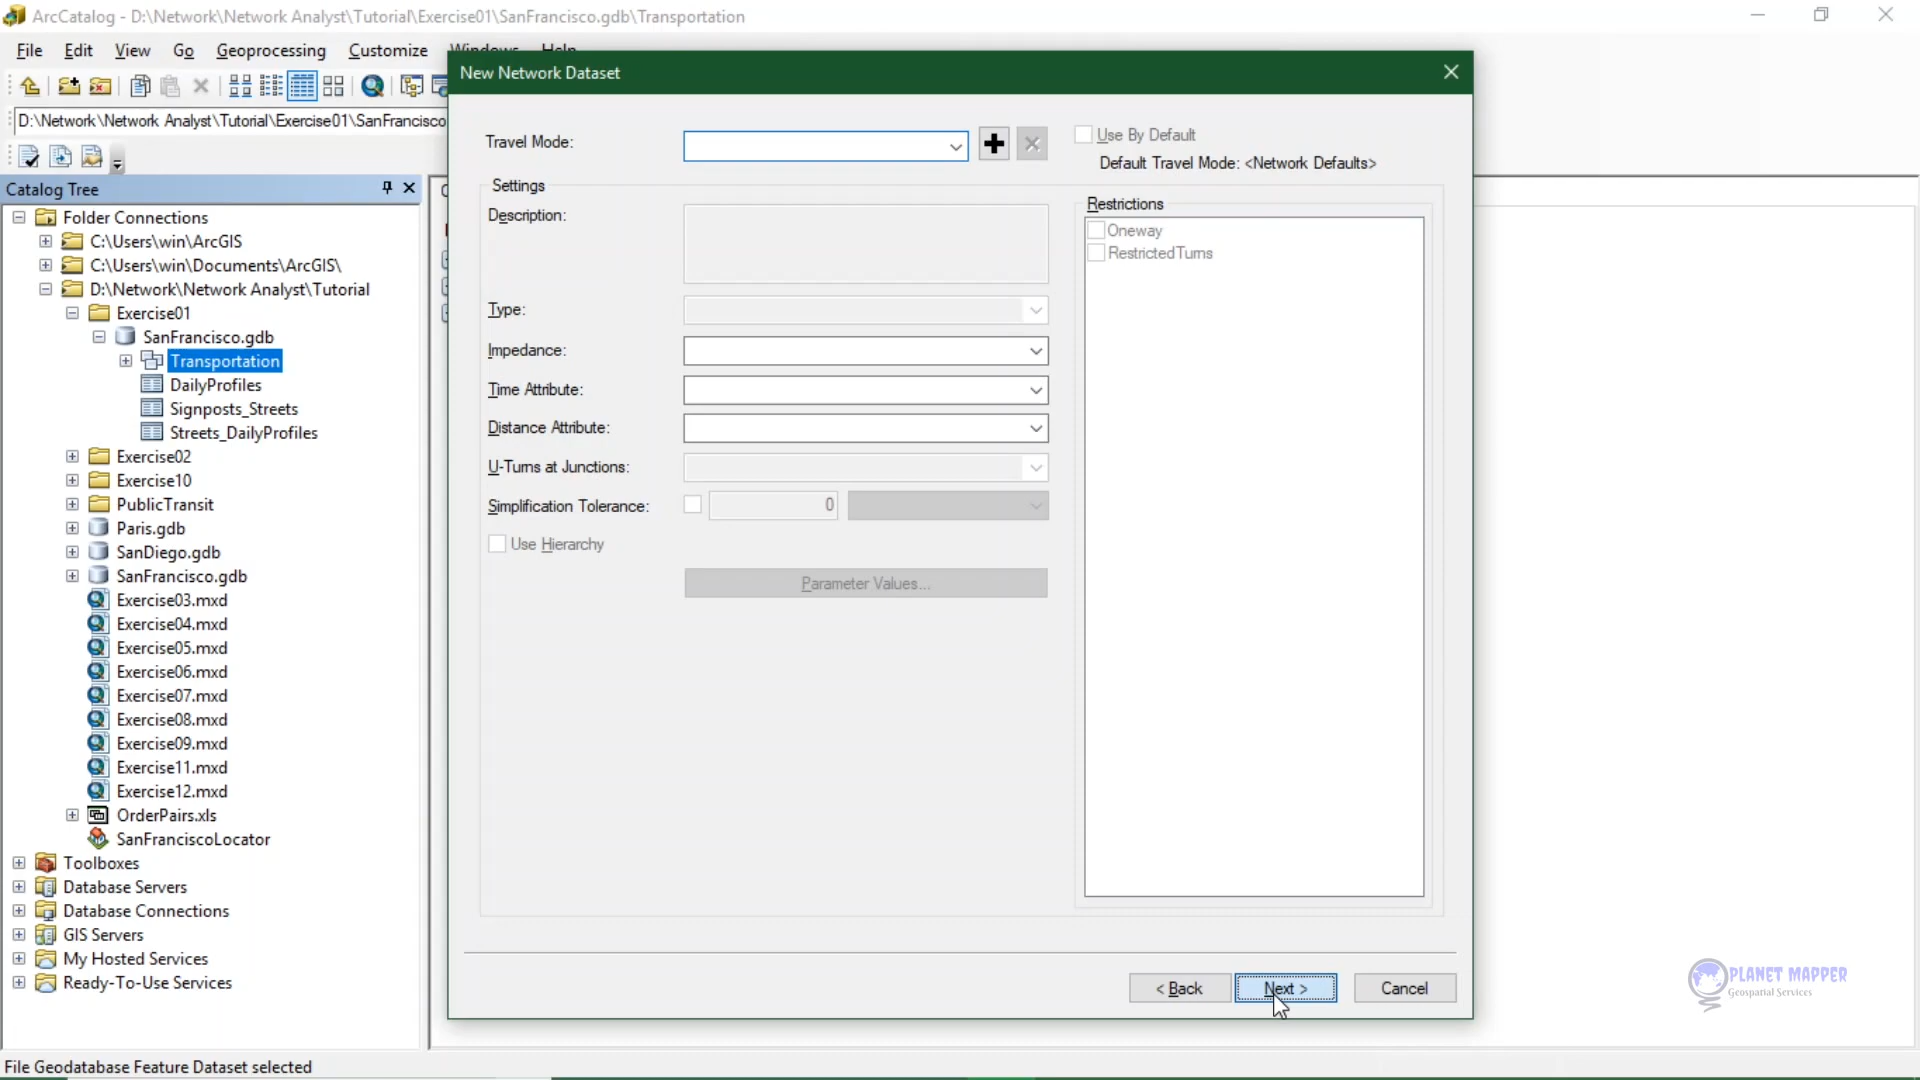 ArcCatalog - D:\Network\Network Analyst\Tutorial\Exercise01\SanFrancisco.gdb\Transportation
File Edit View Go Geoprocessing Customize Windows Help
D:\Network\Network Analyst\Tutorial\Exercise01\SanFrancisco
Catalog Tree
Folder Connections
C:\Users\win\ArcGIS
C:\Users\win\Documents\ArcGIS\
D:\Network\Network Analyst\Tutorial
Exercise01
SanFrancisco.gdb
Transportation
DailyProfiles
Signposts_Streets
Streets_DailyProfiles
Exercise02
Exercise10
PublicTransit
Paris.gdb
SanDiego.gdb
SanFrancisco.gdb
Exercise03.mxd
Exercise04.mxd
Exercise05.mxd
Exercise06.mxd
Exercise07.mxd
Exercise08.mxd
Exercise09.mxd
Exercise11.mxd
Exercise12.mxd
OrderPairs.xls
SanFranciscoLocator
Toolboxes
Database Servers
Database Connections
GIS Servers
My Hosted Services
Ready-To-Use Services
File Geodatabase Feature Dataset selected
New Network Dataset
Travel Mode:
Use By Default
Default Travel Mode: <Network Defaults>
Settings
Description:
Type:
Impedance:
Time Attribute:
Distance Attribute:
U-Turns at Junctions:
Simplification Tolerance: 0
Use Hierarchy
Parameter Values...
Restrictions
Oneway
RestrictedTurns
< Back Next > Cancel
PLANET MAPPER
Geospatial Services